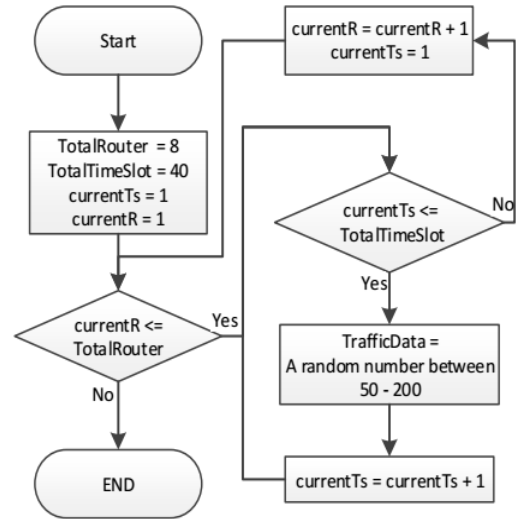 Start
TotalRouter = 8
TotalTimeSlot = 40
currentTs = 1
currentR = 1
currentR <=
TotalRouter
Yes
No
END
currentR = currentR + 1
currentTs = 1
currentTs <=
TotalTimeSlot
No
Yes
TrafficData =
A random number between
50 - 200
currentTs = currentTs + 1